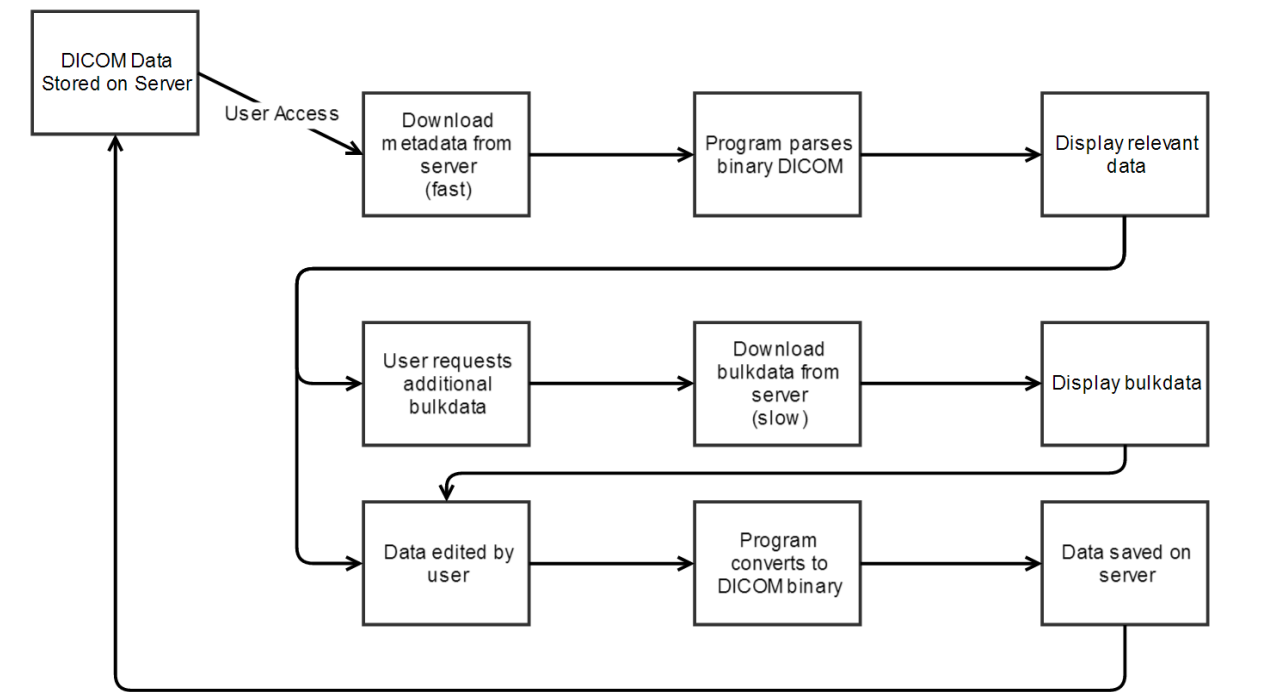 DICOM Data
Stored on Server
User Access
Download
metadata from
server
(fast)
Program parses
binary DICOM
Display relevant
data
User requests
additional
bulkdata
Download
bulkdata from
server
(slow)
Display bulkdata
Data edited by
user
Program
converts to
DICOM binary
Data saved on
server